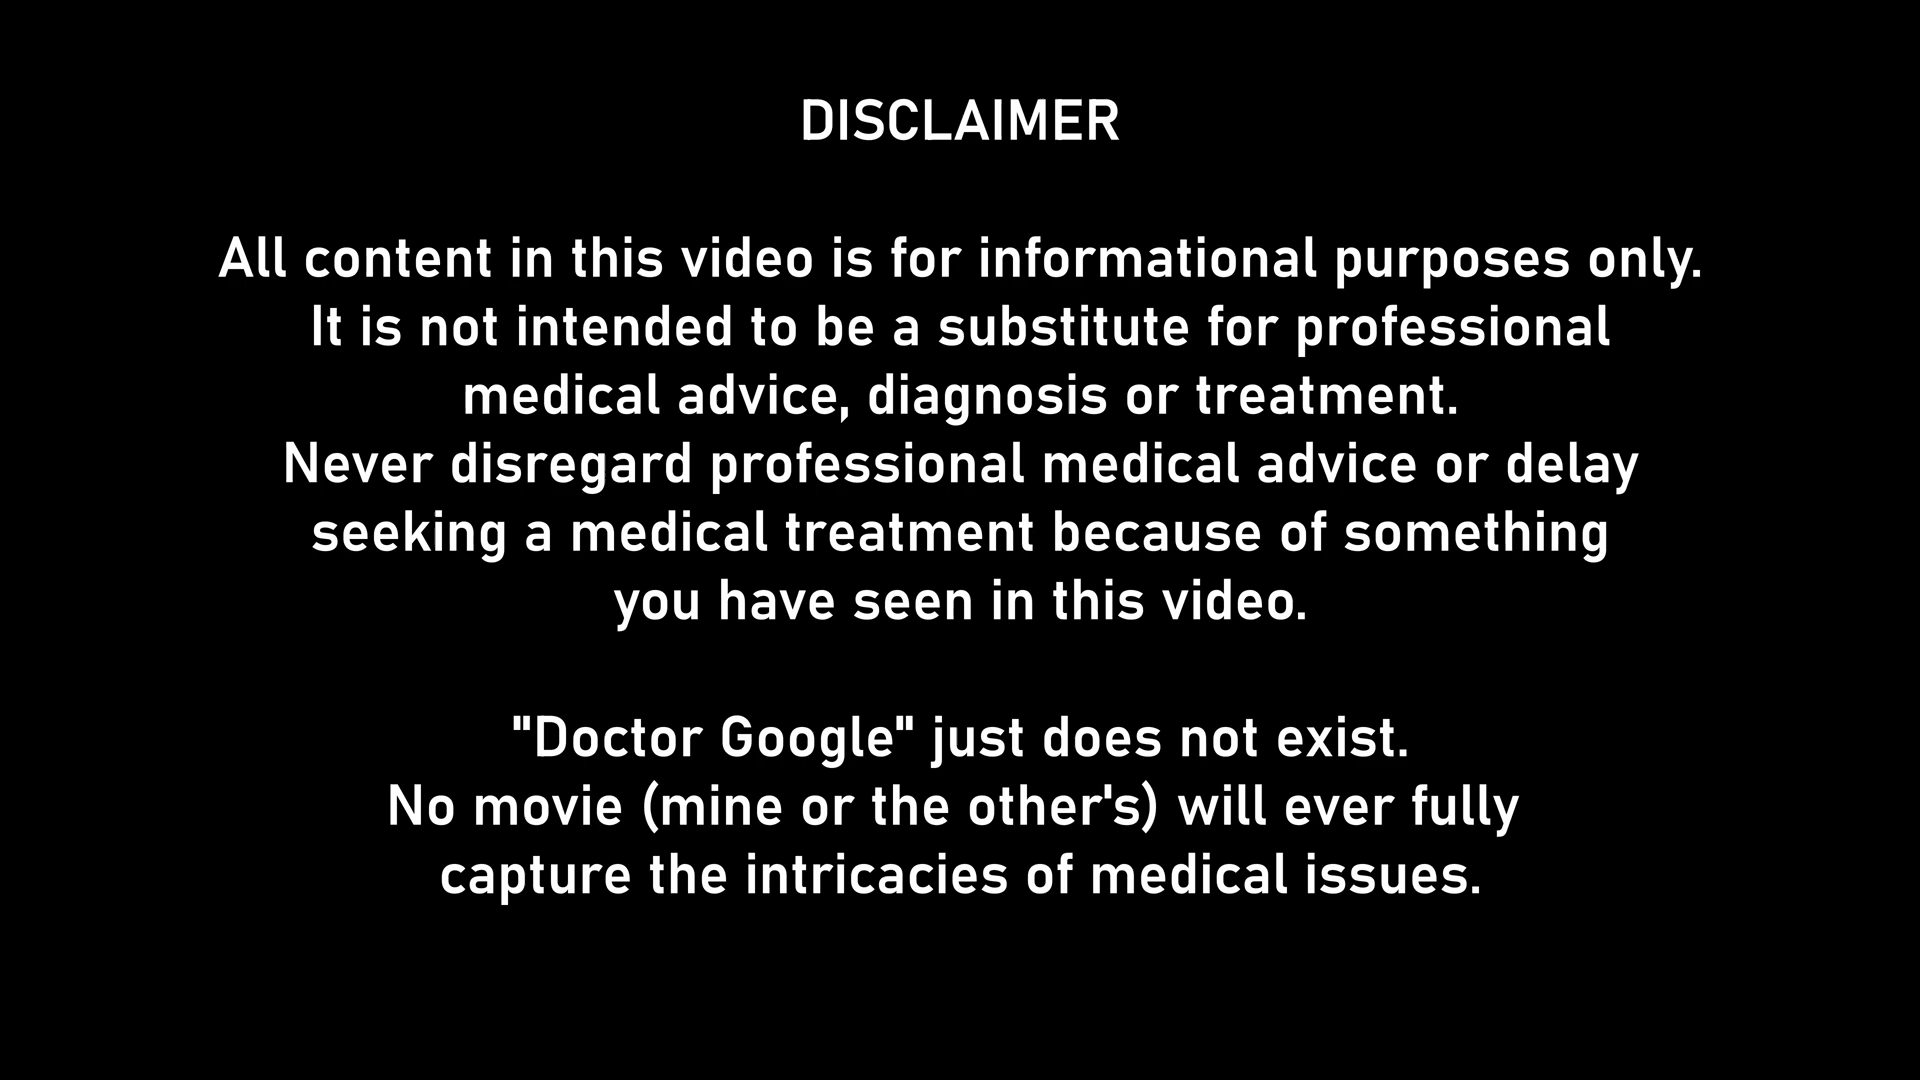 DISCLAIMER
All content in this video is for informational purposes only.
It is not intended to be a substitute for professional
medical advice, diagnosis or treatment.
Never disregard professional medical advice or delay
seeking a medical treatment because of something
you have seen in this video.
"Doctor Google" just does not exist.
No movie (mine or the other's) will ever fully
capture the intricacies of medical issues.